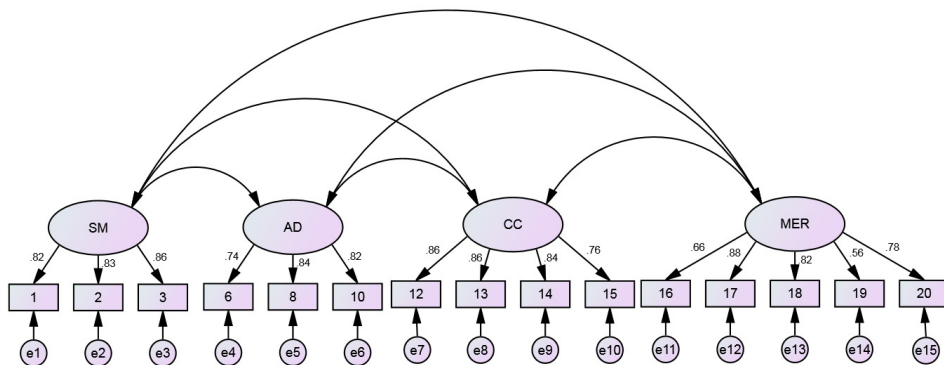 SM AD CC MER
.82 .83 .86 .74 .84 .82 .86 .86 .84 .76 .66 .88 .82 .56 .78
1 2 3 6 8 10 12 13 14 15 16 17 18 19 20
e1 e2 e3 e4 e5 e6 e7 e8 e9 e10 e11 e12 e13 e14 e15